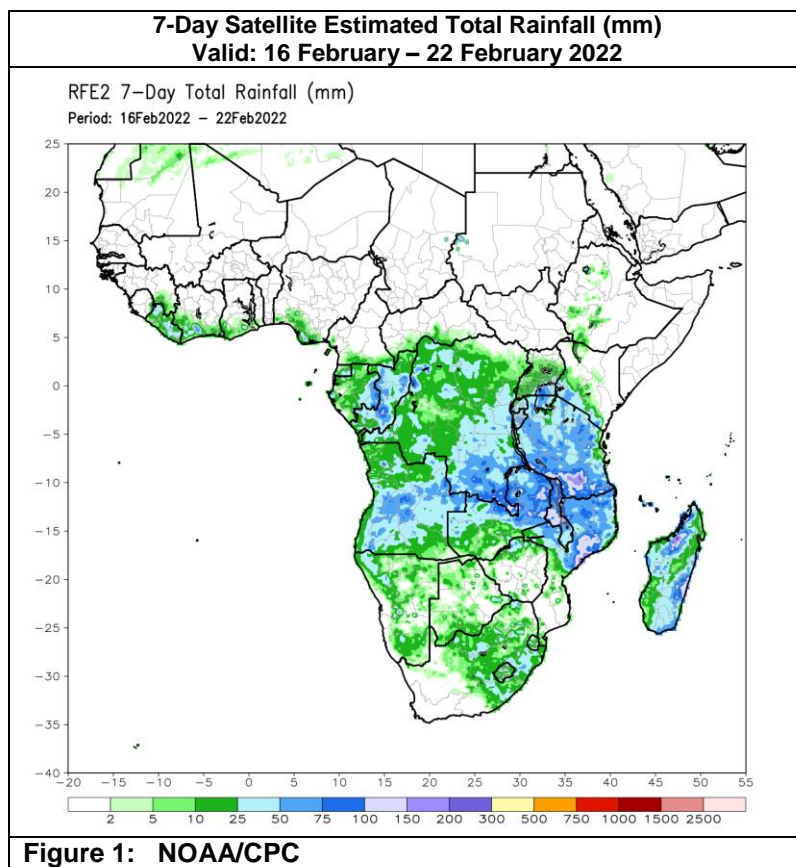 7-Day Satellite Estimated Total Rainfall (mm)
Valid: 16 February – 22 February 2022
RFE2 7-Day Total Rainfall (mm)
Period: 16Feb2022 – 22Feb2022
25
20
15
10
5
0
-5
-10
-15
-20
-25
-30
-35
-40
-20 -15 -10 -5 0 5 10 15 20 25 30 35 40 45 50 55
2 5 10 25 50 75 100 150 200 300 500 750 1000 1500 2500
Figure 1: NOAA/CPC